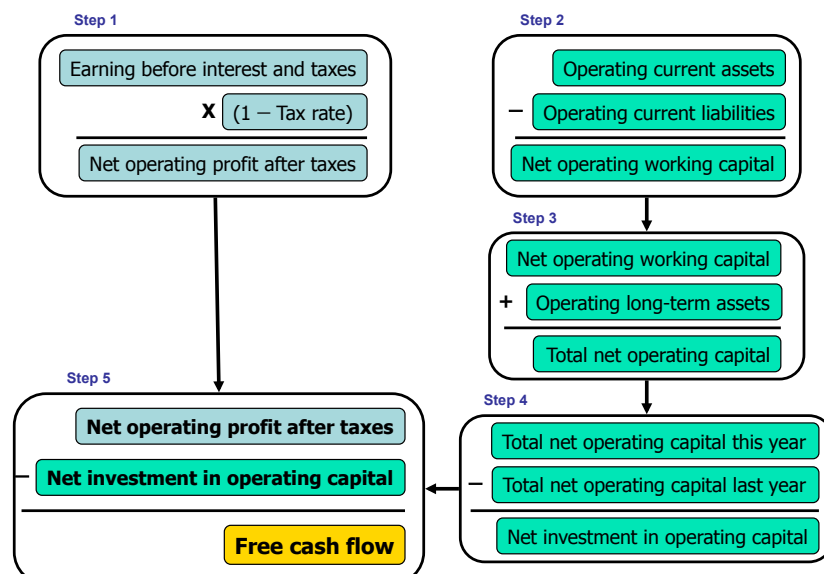 Step 1
Earning before interest and taxes
X (1 – Tax rate)
Net operating profit after taxes
Step 2
Operating current assets
– Operating current liabilities
Net operating working capital
Step 3
Net operating working capital
+ Operating long-term assets
Total net operating capital
Step 4
Total net operating capital this year
– Total net operating capital last year
Net investment in operating capital
Step 5
Net operating profit after taxes
– Net investment in operating capital
Free cash flow